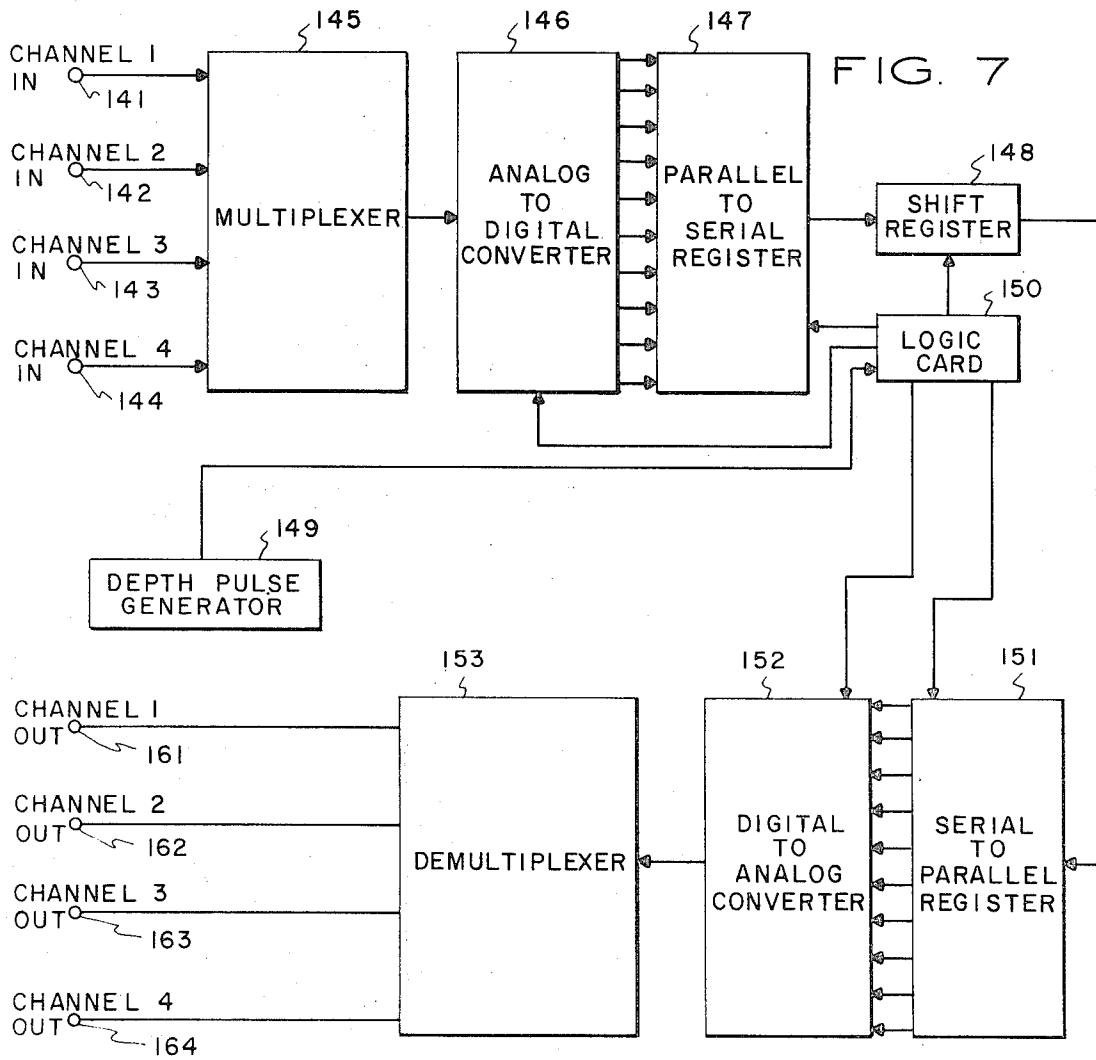 FIG. 7
145
146
147
CHANNEL 1
IN
141
CHANNEL 2
IN
142
CHANNEL 3
IN
143
CHANNEL 4
IN
144
MULTIPLEXER
ANALOG
TO
DIGITAL
CONVERTER
PARALLEL
TO
SERIAL
REGISTER
148
SHIFT
REGISTER
150
LOGIC
CARD
149
DEPTH PULSE
GENERATOR
153
152
151
CHANNEL 1
OUT
161
CHANNEL 2
OUT
162
CHANNEL 3
OUT
163
CHANNEL 4
OUT
164
DEMULTIPLEXER
DIGITAL
TO
ANALOG
CONVERTER
SERIAL
TO
PARALLEL
REGISTER